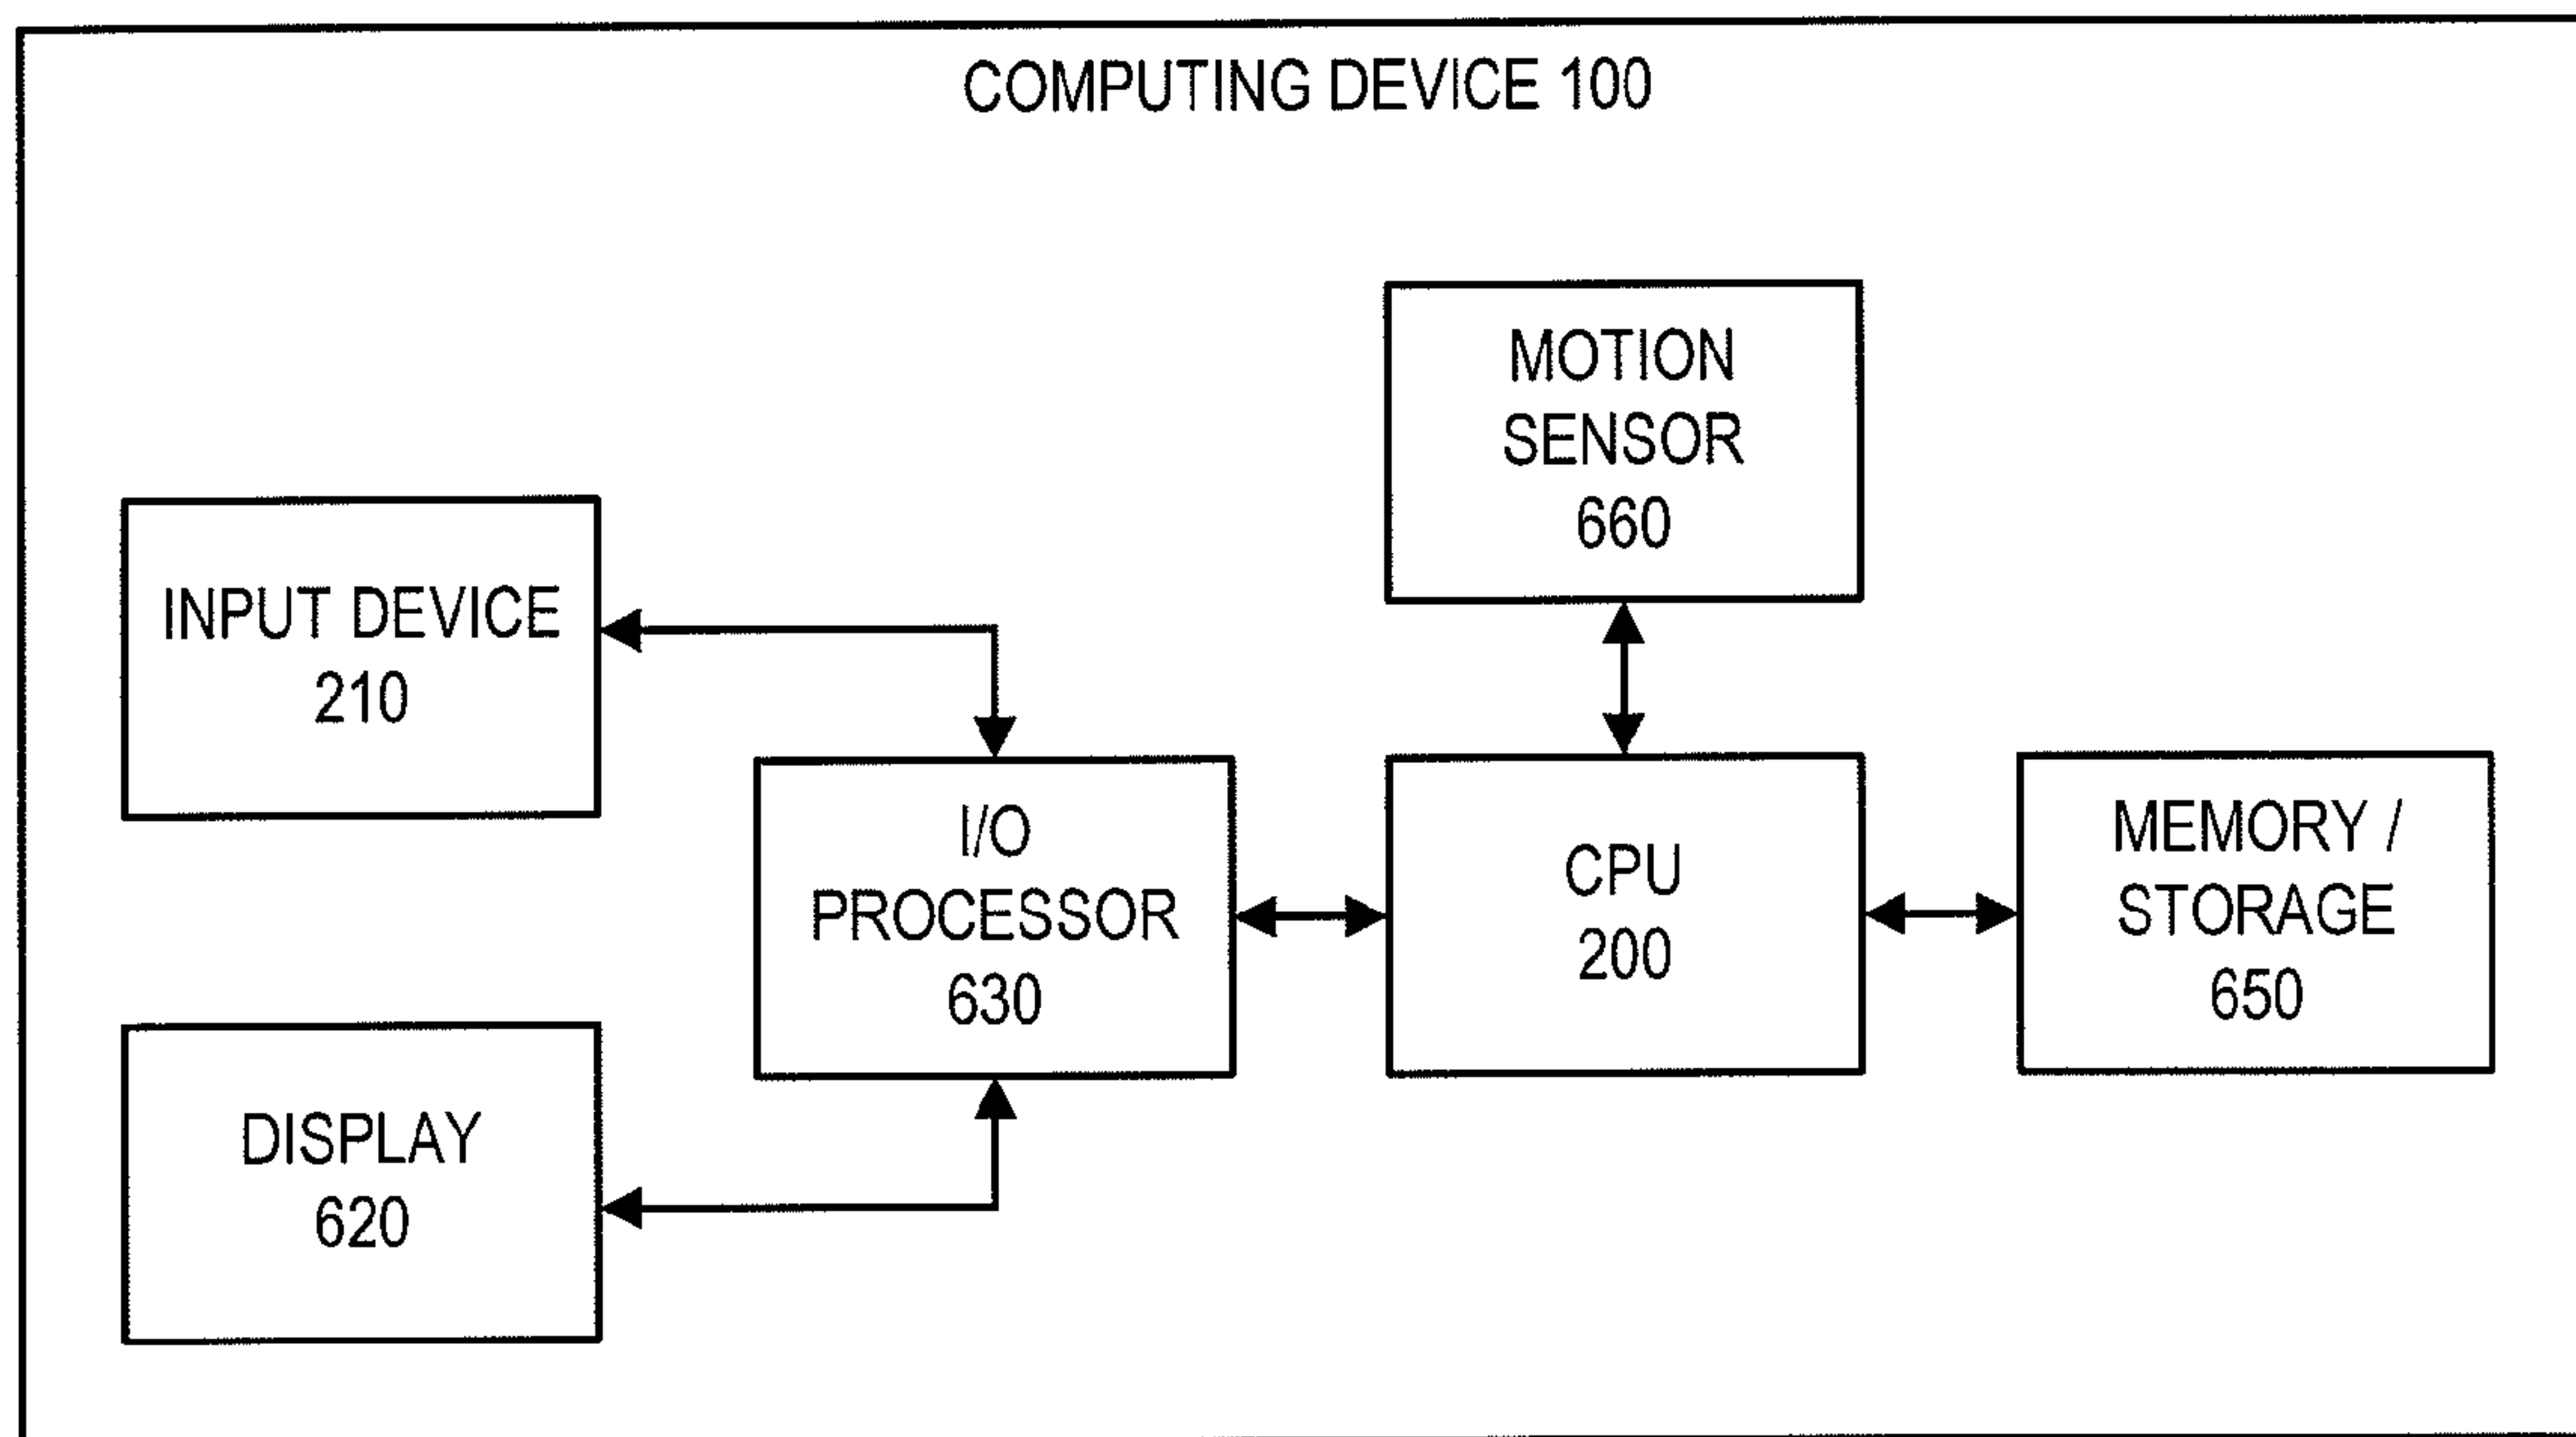 COMPUTING DEVICE 100
MOTION
SENSOR
660
INPUT DEVICE
210
I/O
PROCESSOR
630
CPU
200
MEMORY /
STORAGE
650
DISPLAY
620